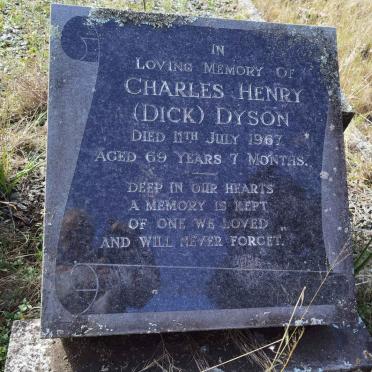 IN
LOVING MEMORY OF
CHARLES HENRY
(DICK) DYSON
DIED 11TH JULY 1967
AGED 69 YEARS 7 MONTHS.
DEEP IN OUR HEARTS
A MEMORY IS KEPT
OF ONE WE LOVED
AND WILL NEVER FORGET.